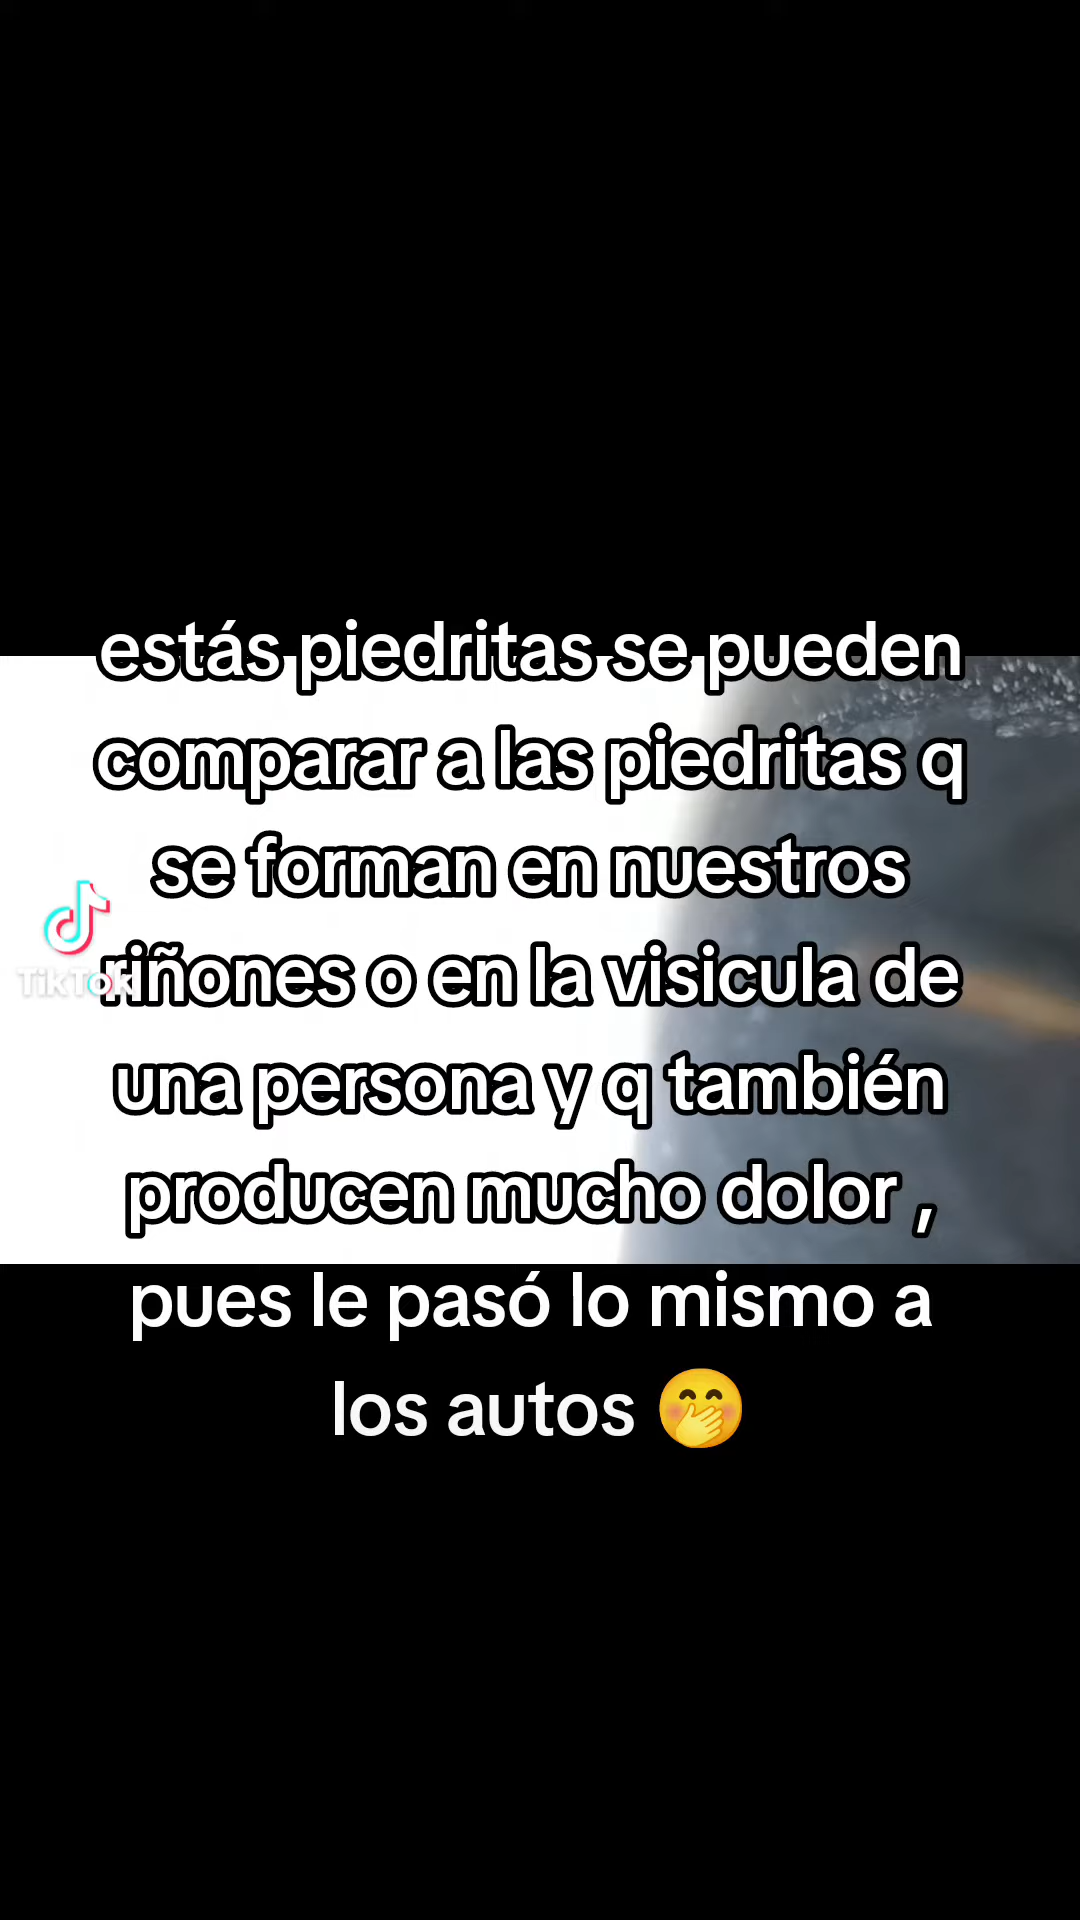 estás piedritas se pueden
comparar a las piedritas q
se forman en nuestros
riñones o en la visicula de
una persona y q también
producen mucho dolor ,
pues le pasó lo mismo a
los autos 🤭
TikTok